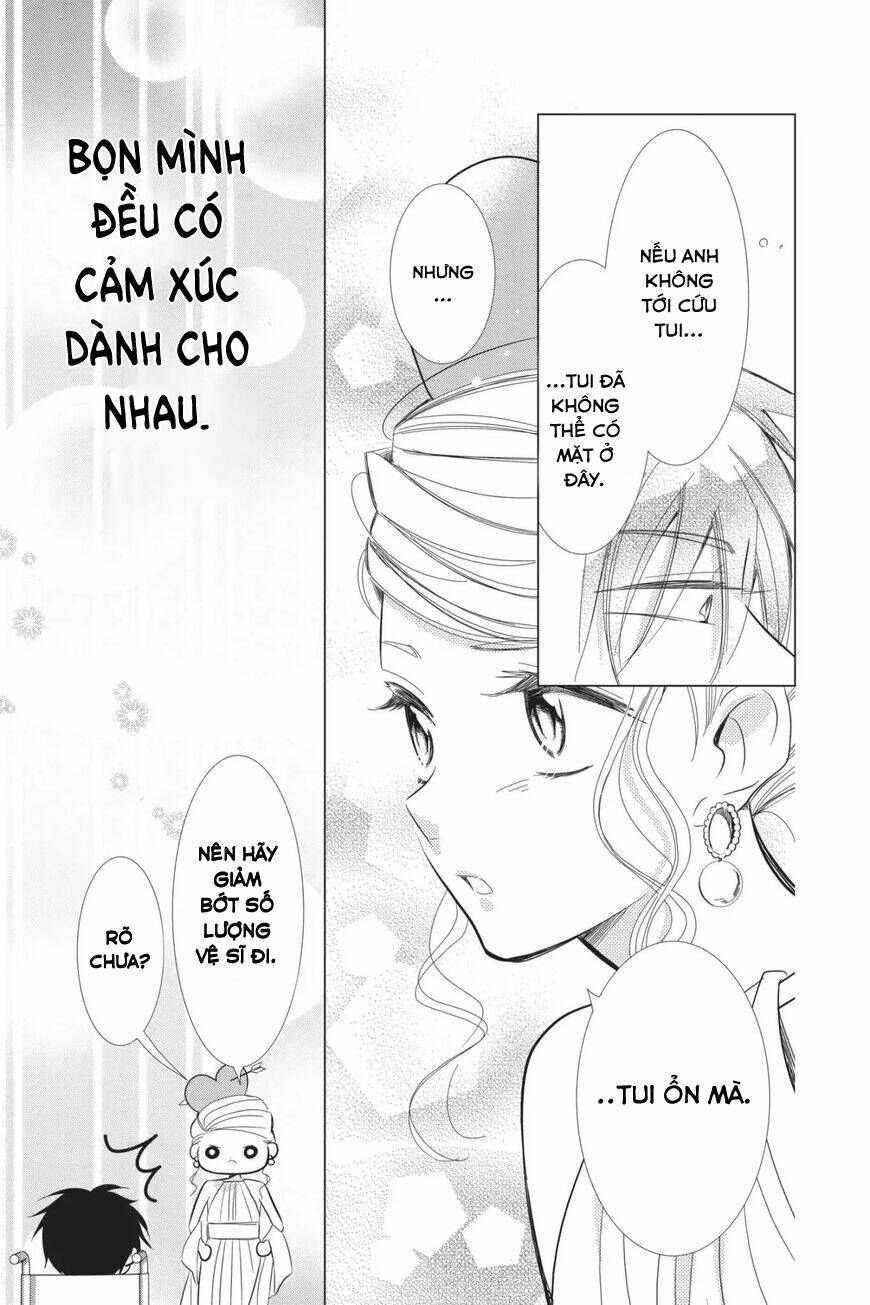 NẾU ANH
KHÔNG
TỚI CỨU
TUI...
...TUI ĐÃ
KHÔNG
THỂ CÓ
MẶT Ở
ĐÂY.
NHƯNG
...
..TUI ỔN MÀ.
BỌN MÌNH
ĐỀU CÓ
CẢM XÚC
DÀNH CHO
NHAU.
NÊN HÃY
GIẢM
BỚT SỐ
LƯỢNG
VỆ SĨ ĐI.
RÕ
CHƯA?